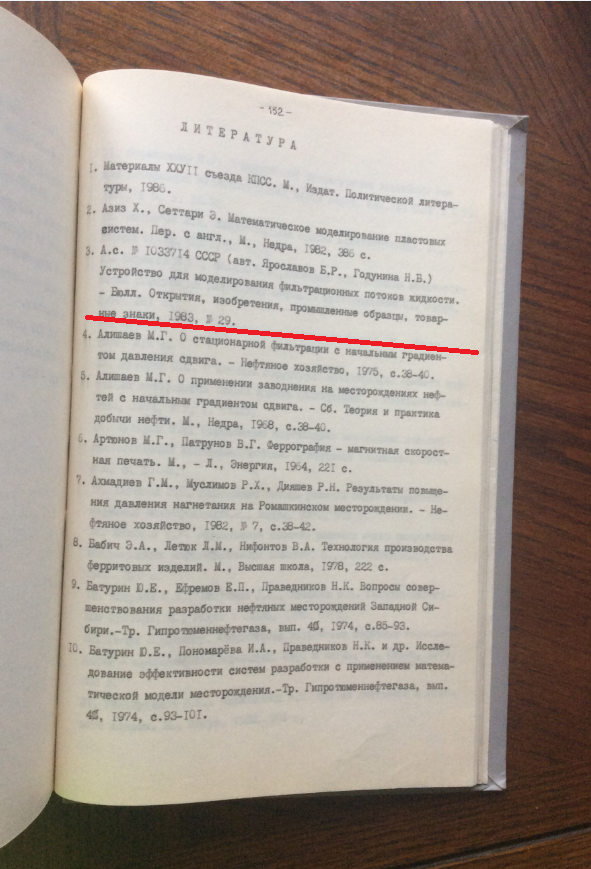 - 152 -
ЛИТЕРАТУРА
1. Материалы ХХУII съезда КПСС. М., Издат. Политической литера-
туры, 1986.
2. Азиз Х., Сеттари Э. Математическое моделирование пластовых
систем. Пер. с англ., М., Недра, 1982, 386 с.
3. А.с. № 1033714 СССР (авт. Ярославов Б.Р., Годунина Н.Б.)
Устройство для моделирования фильтрационных потоков жидкости.
- Бюлл. Открытия, изобретения, промышленные образцы, товар-
ные знаки, 1983, № 29.
4. Алишаев М.Г. О стационарной фильтрации с начальным градиен-
том давления сдвига. - Нефтяное хозяйство, 1975, с.38-40.
5. Алишаев М.Г. О применении заводнения на месторождениях неф-
тей с начальным градиентом сдвига. - Сб. Теория и практика
добычи нефти. М., Недра, 1968, с.38-40.
6. Артюнов М.Г., Патрунов В.Г. Феррография - магнитная скорост-
ная печать. М., - Л., Энергия, 1964, 221 с.
7. Ахмадиев Г.М., Муслимов Р.Х., Дияшев Р.Н. Результаты повыше-
ния давления нагнетания на Ромашкинском месторождении. - Не-
фтяное хозяйство, 1982, № 7, с.38-42.
8. Бабич Э.А., Летюк Л.М., Нифонтов В.А. Технология производства
ферритовых изделий. М., Высшая школа, 1978, 222 с.
9. Батурин Ю.Е., Ефремов Е.П., Праведников Н.К. Вопросы совер-
шенствования разработки нефтяных месторождений Западной Си-
бири.-Тр. Гипротюменнефтегаза, вып. 40, 1974, с.85-93.
10. Батурин Ю.Е., Пономарёва И.А., Праведников Н.К. и др. Иссле-
дование эффективности систем разработки с применением матема-
тической модели месторождения.-Тр. Гипротюменнефтегаза, вып.
40, 1974, с.93-101.